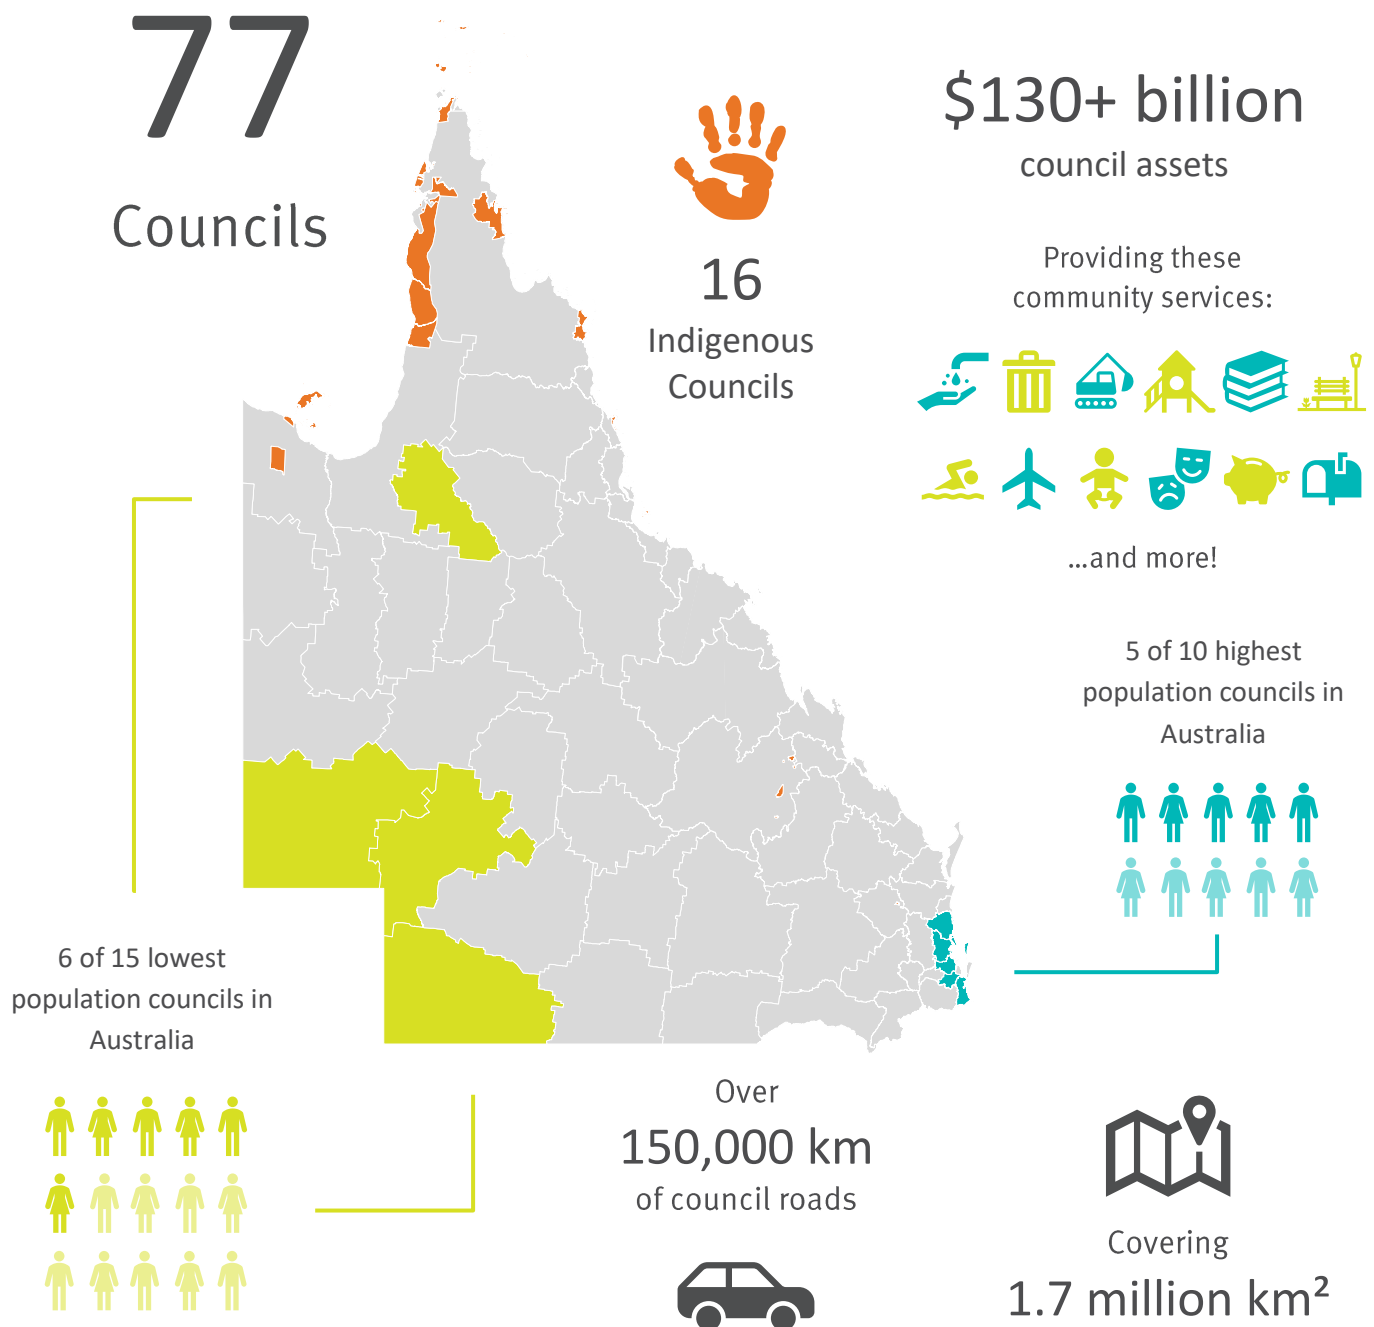 77
Councils
16
Indigenous
Councils
$130+ billion
council assets
Providing these
community services:
...and more!
5 of 10 highest
population councils in
Australia
6 of 15 lowest
population councils in
Australia
Over
150,000 km
of council roads
Covering
1.7 million km²